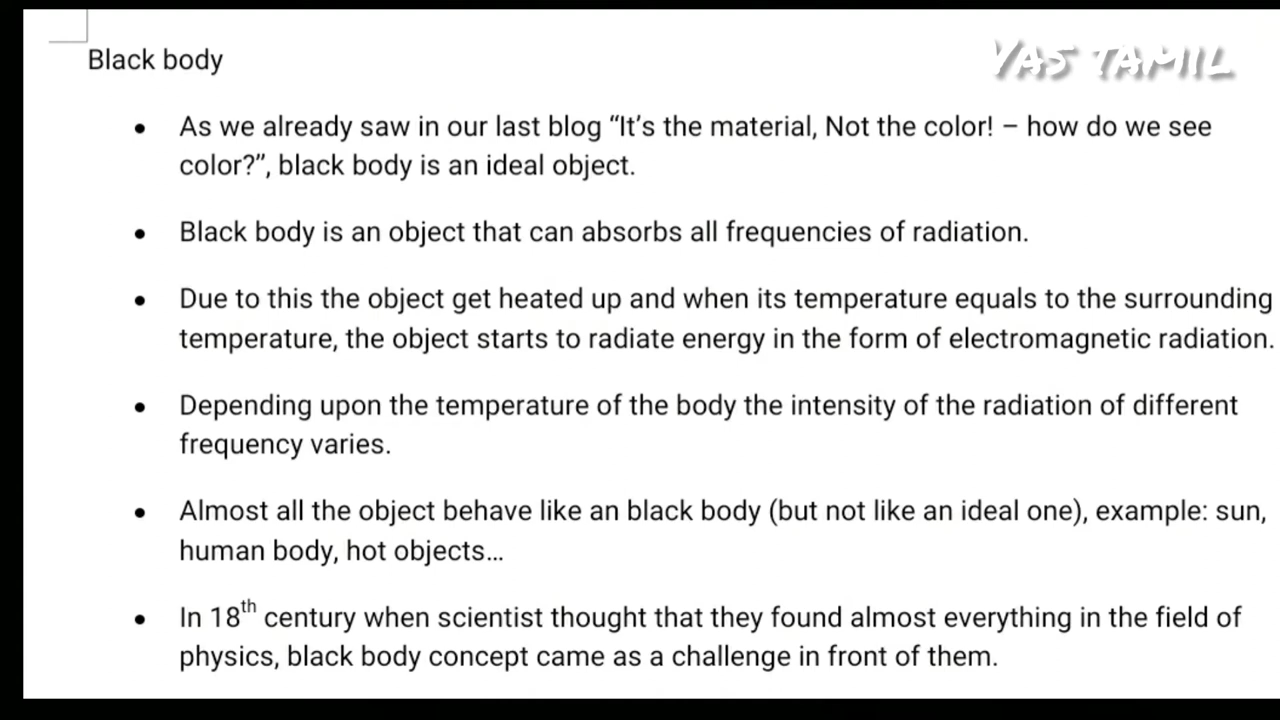 YAS TAMIL
Black body
• As we already saw in our last blog “It’s the material, Not the color! – how do we see
color?”, black body is an ideal object.
• Black body is an object that can absorbs all frequencies of radiation.
• Due to this the object get heated up and when its temperature equals to the surrounding
temperature, the object starts to radiate energy in the form of electromagnetic radiation.
• Depending upon the temperature of the body the intensity of the radiation of different
frequency varies.
• Almost all the object behave like an black body (but not like an ideal one), example: sun,
human body, hot objects…
• In 18th century when scientist thought that they found almost everything in the field of
physics, black body concept came as a challenge in front of them.